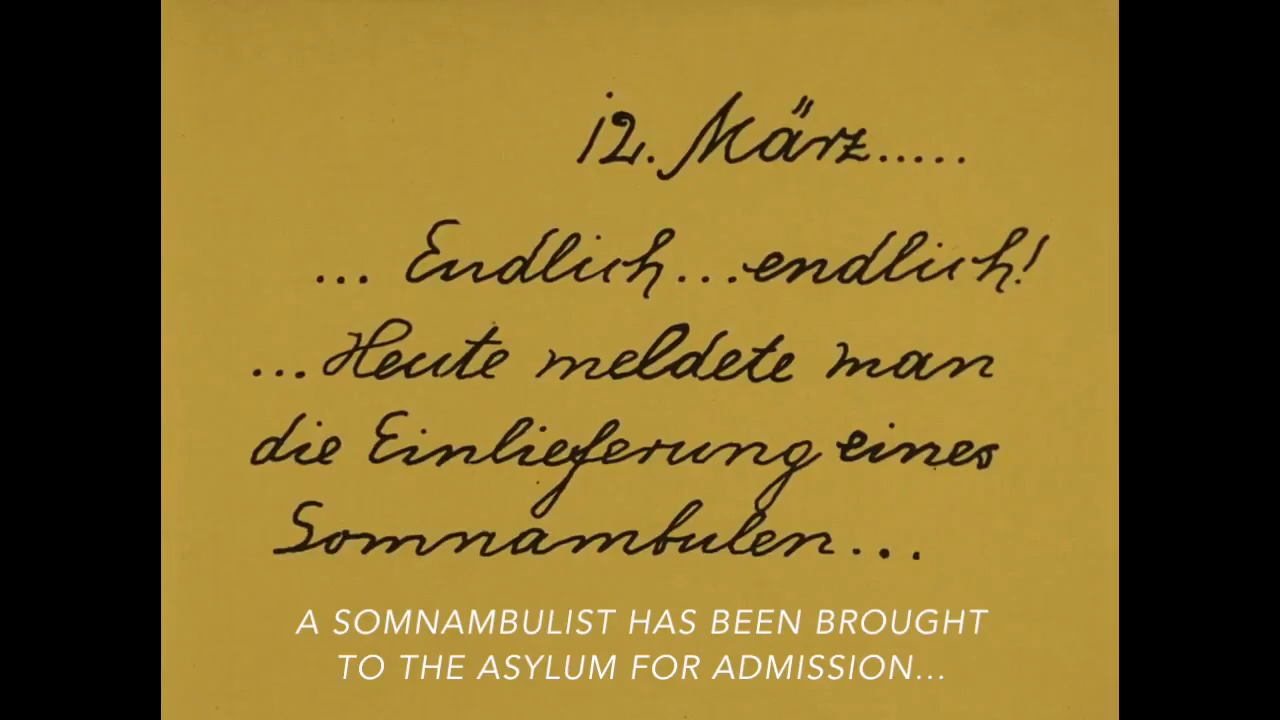 12. März.....
... Endlich...endlich!
...Heute meldete man
die Einlieferung eines
Somnambulen...
A SOMNAMBULIST HAS BEEN BROUGHT
TO THE ASYLUM FOR ADMISSION...